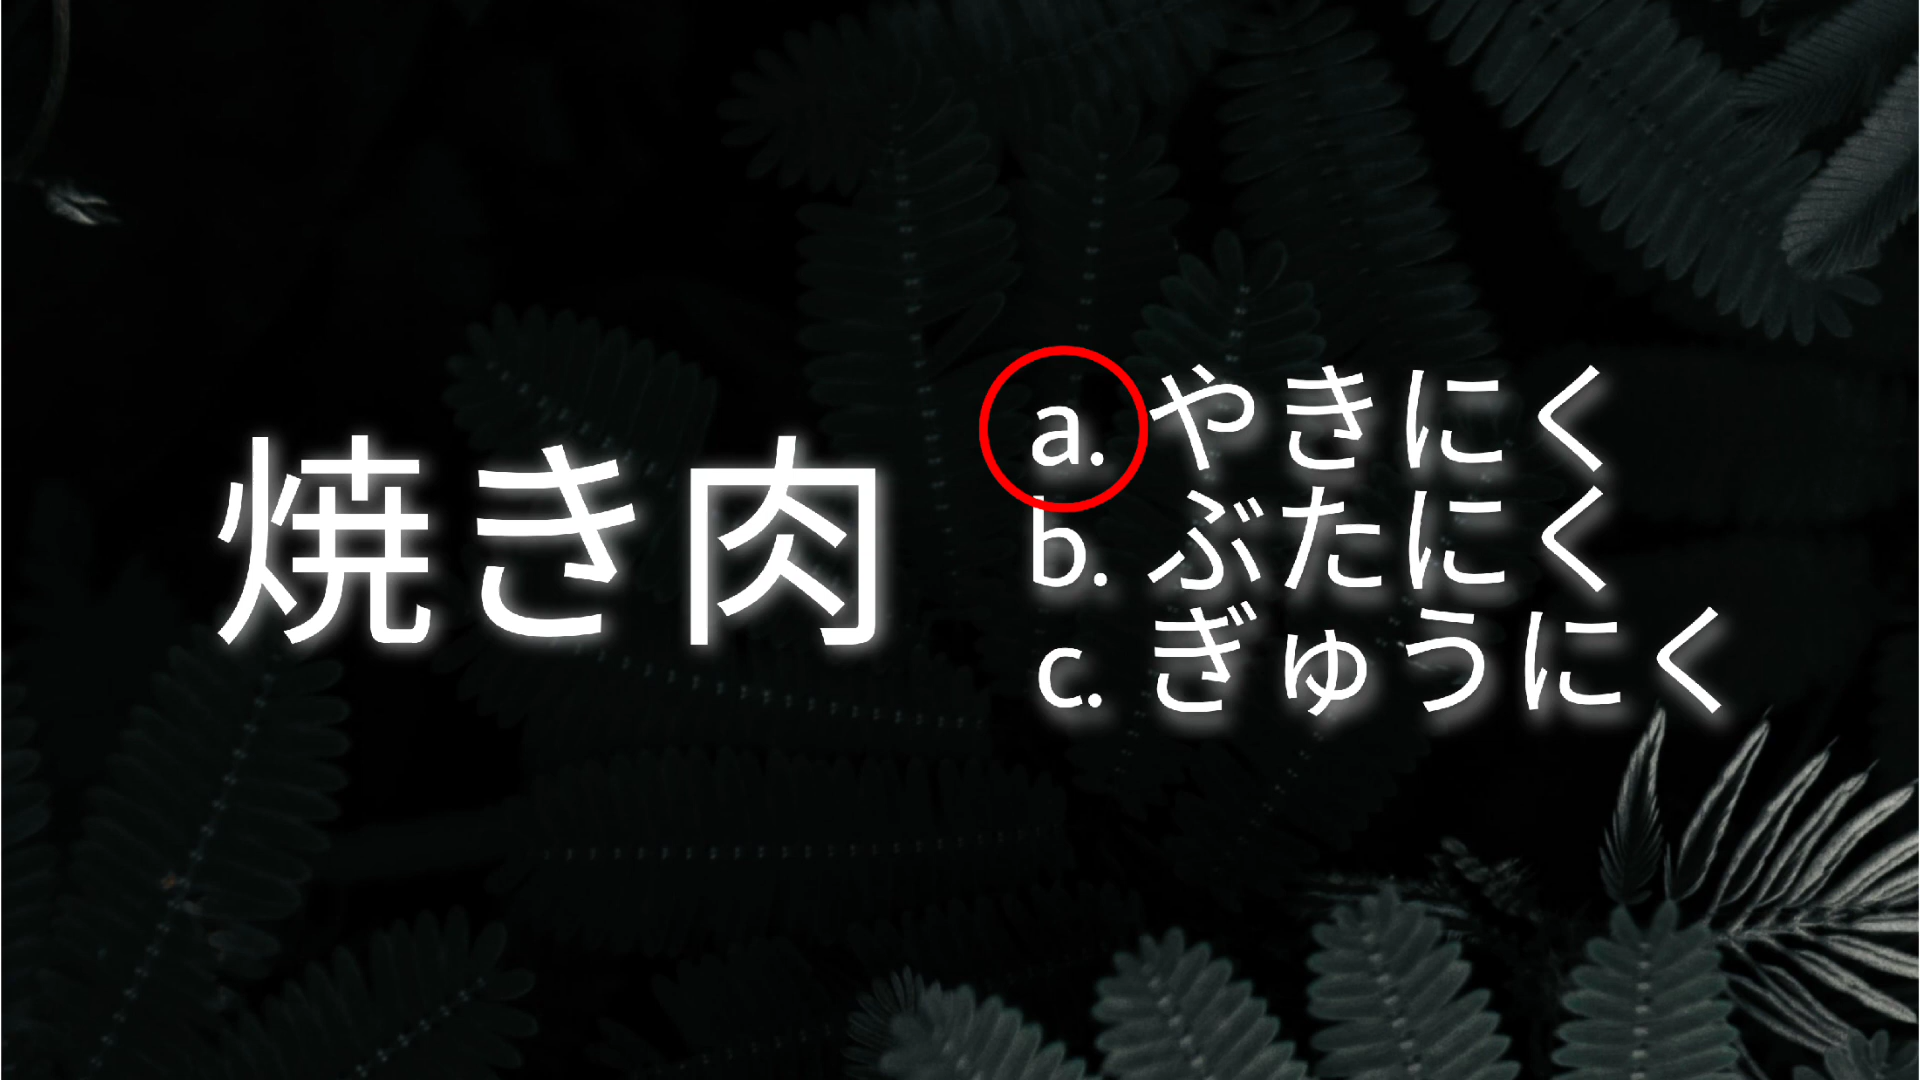 焼き肉
a. やきにく
b. ぶたにく
c. ぎゅうにく